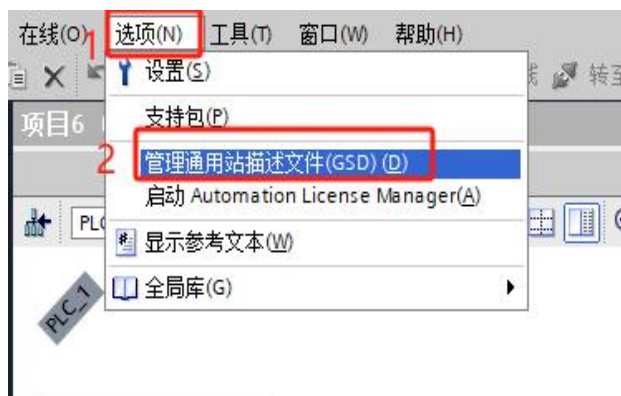 在线(O) 选项(N) 工具(T) 窗口(W) 帮助(H)
1
设置(S)
转至
项目6
支持包(P)
2
管理通用站描述文件(GSD) (D)
启动 Automation License Manager(A)
PLC
显示参考文本(W)
全局库(G)
PLC_1